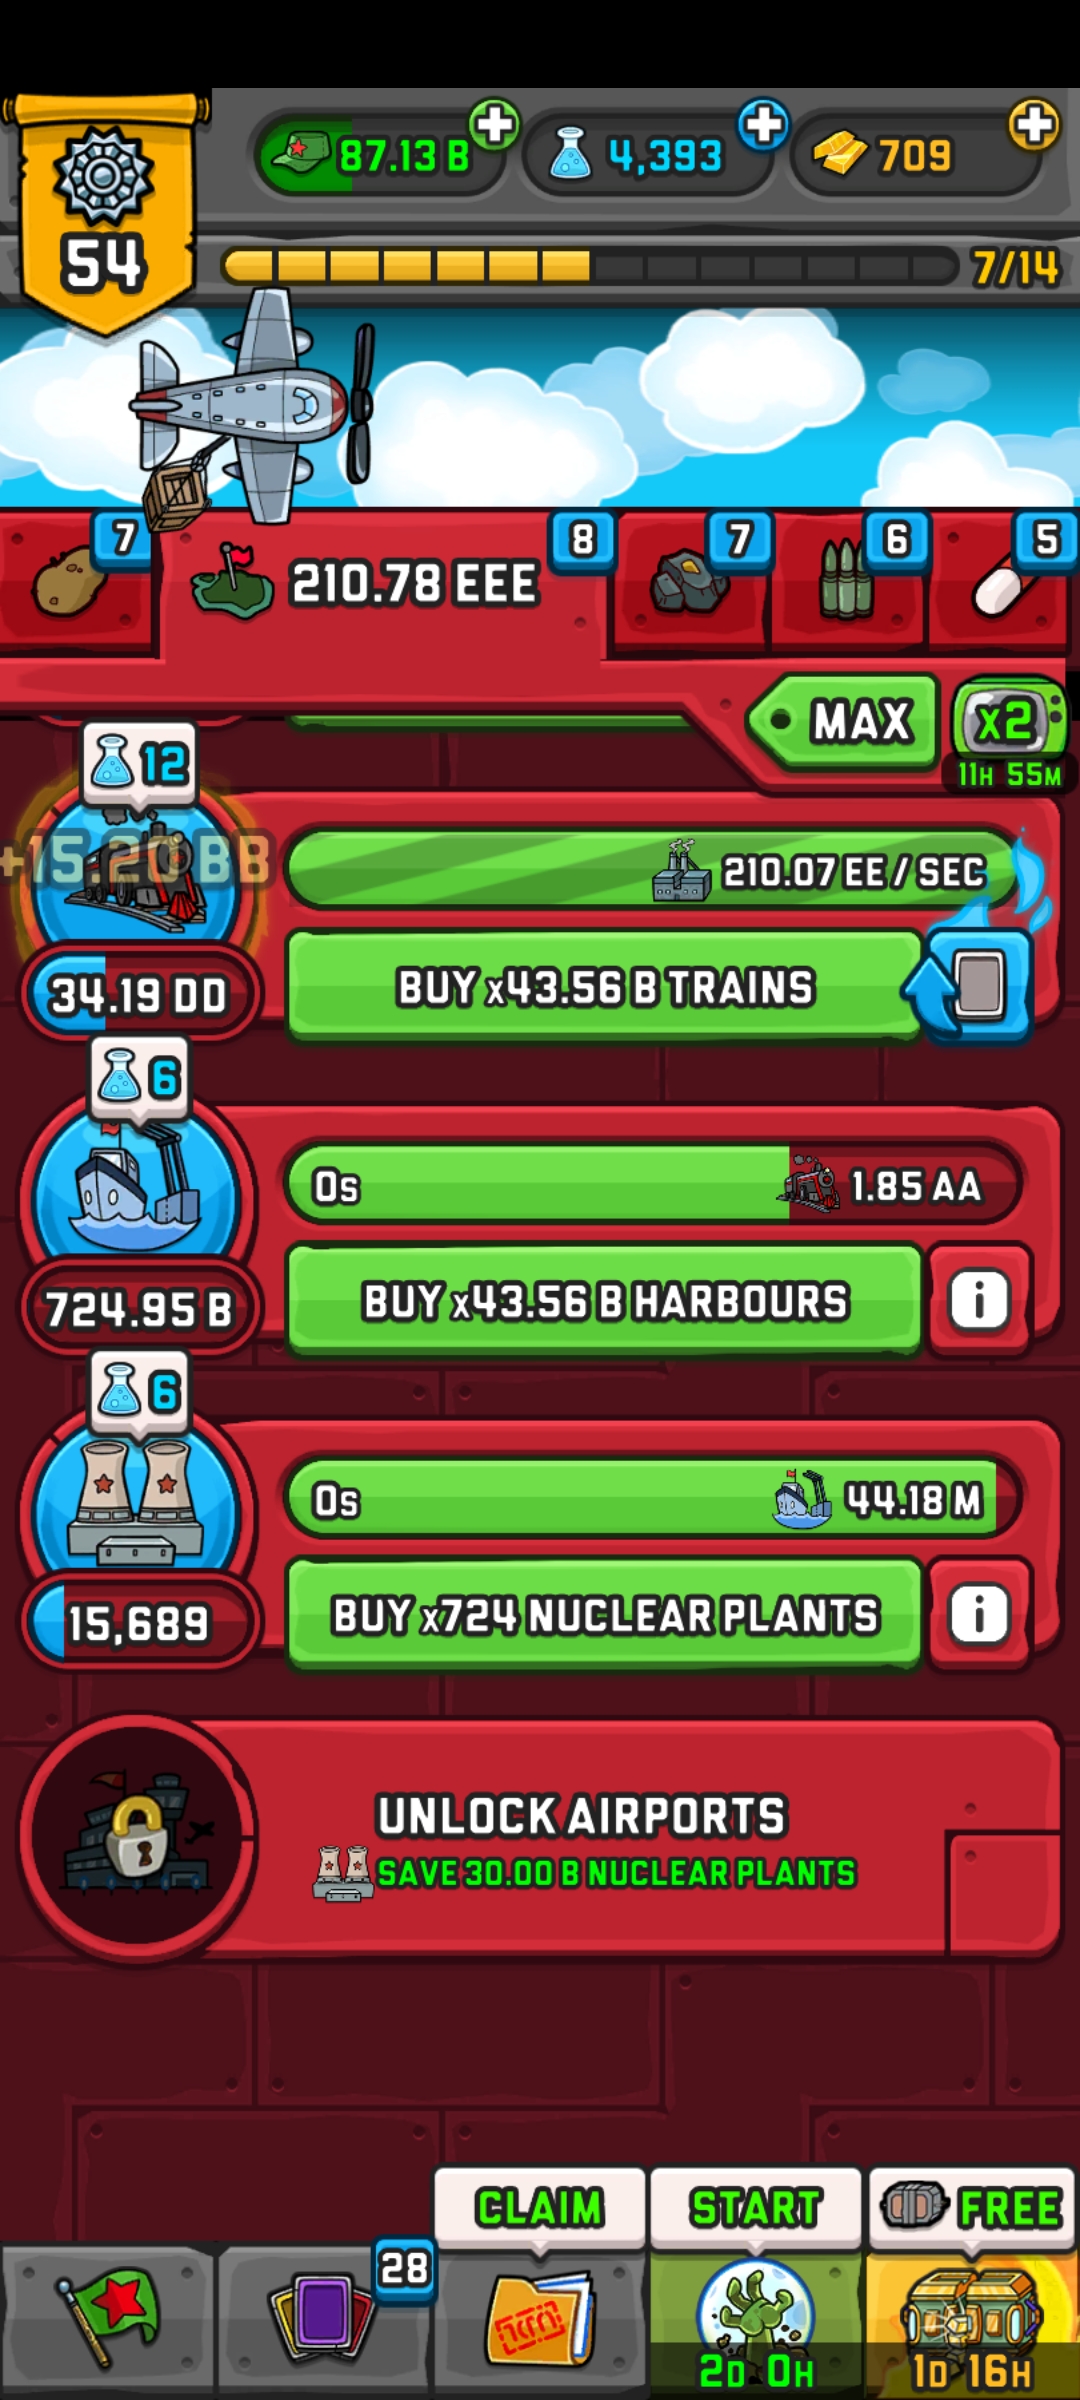 87.13 B
4,393
709
54
7/14
7
210.78 EEE
8
7
6
5
MAX
x2
11H 55M
12
+15.20 BB
210.07 EE / SEC
34.19 DD
BUY x43.56 B TRAINS
6
0s
1.85 AA
724.95 B
BUY x43.56 B HARBOURS
i
6
0s
44.18 M
15,689
BUY x724 NUCLEAR PLANTS
i
UNLOCK AIRPORTS
SAVE 30.00 B NUCLEAR PLANTS
CLAIM
START
FREE
28
2D 0H
1D 16H